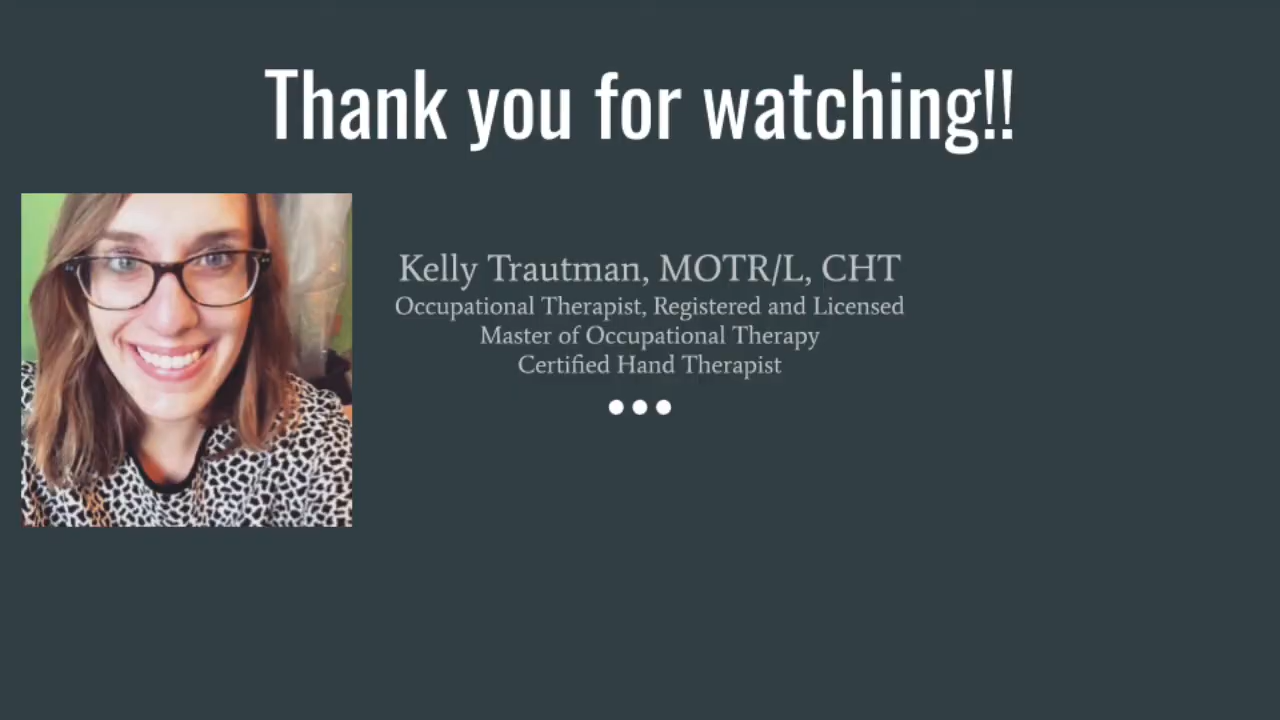 Thank you for watching!!
Kelly Trautman, MOTR/L, CHT
Occupational Therapist, Registered and Licensed
Master of Occupational Therapy
Certified Hand Therapist